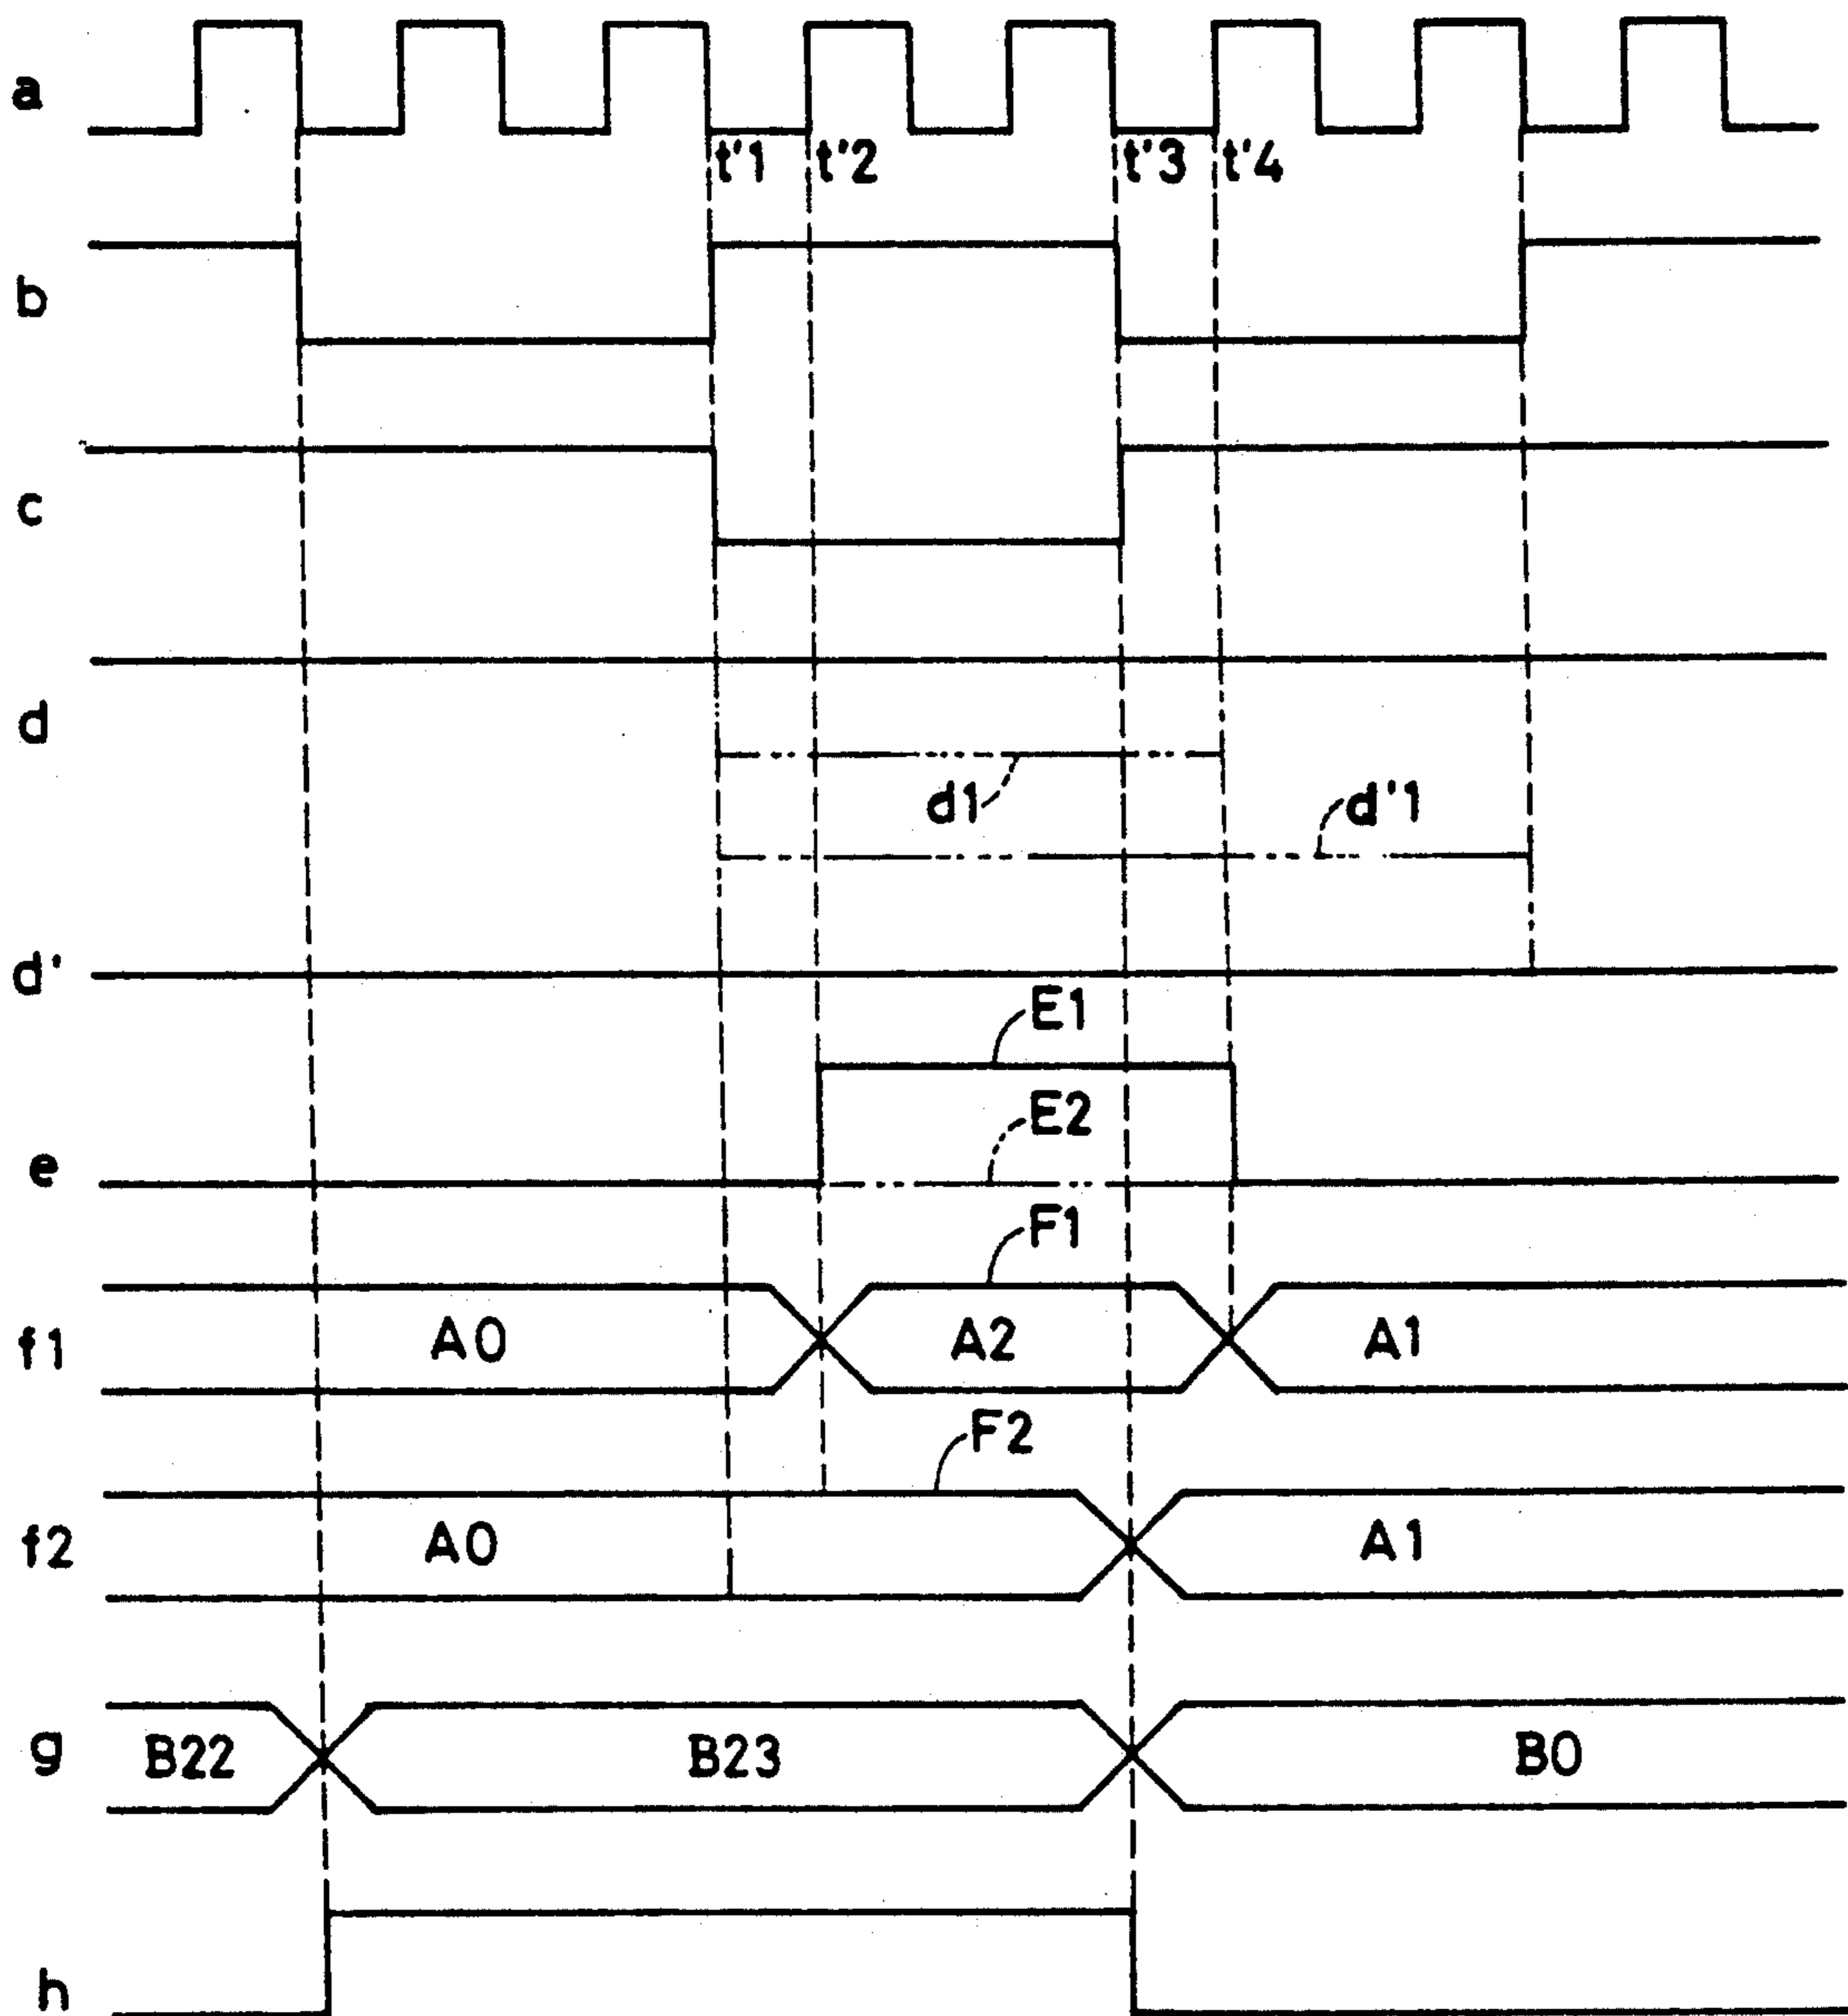 a
t'1 t'2 t'3 t'4
b
c
d
d1 d'1
d'
E1
E2
e
F1
f1 A0 A2 A1
F2
f2 A0 A1
g B22 B23 B0
h